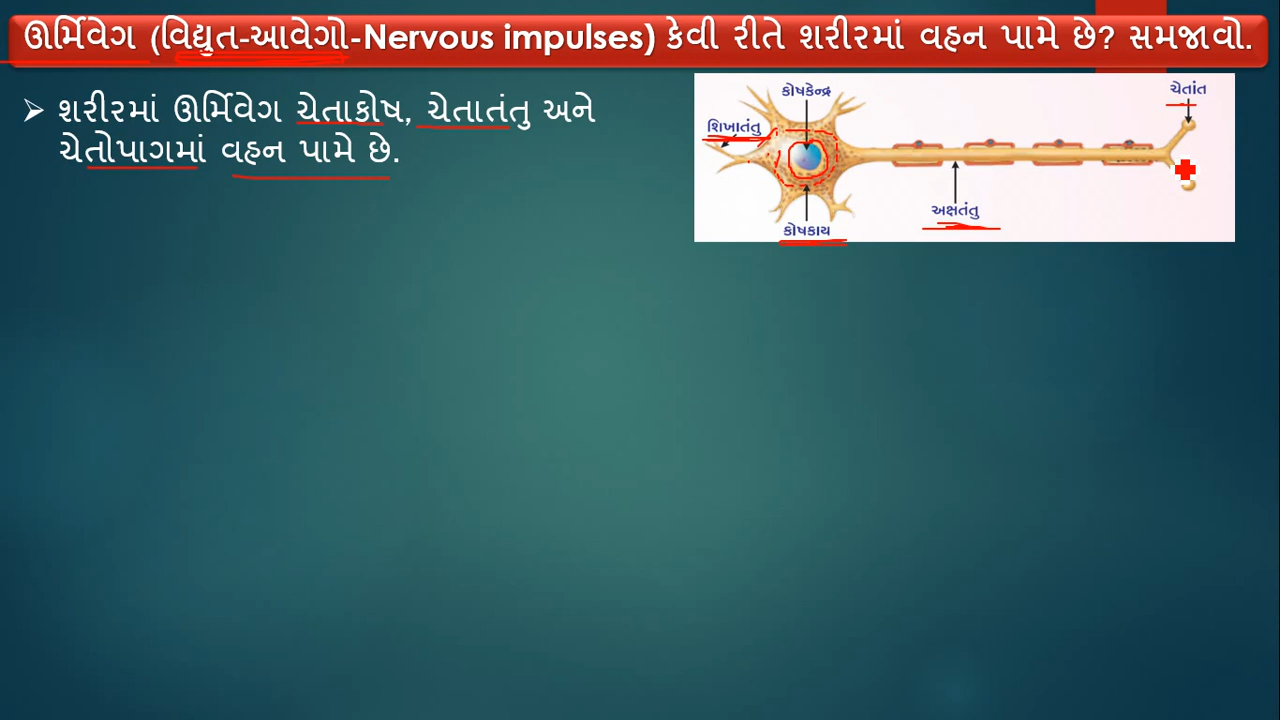 ઊર્મિવેગ (વિદ્યુત-આવેગો-Nervous impulses) કેવી રીતે શરીરમાં વહન પામે છે? સમજાવો.
➢ શરીરમાં ઊર્મિવેગ ચેતાકોષ, ચેતાતંતુ અને
ચેતોપાગમાં વહન પામે છે.
કોષકેન્દ્ર
ચેતાંત
શિખાતંતુ
અક્ષતંતુ
કોષકાય